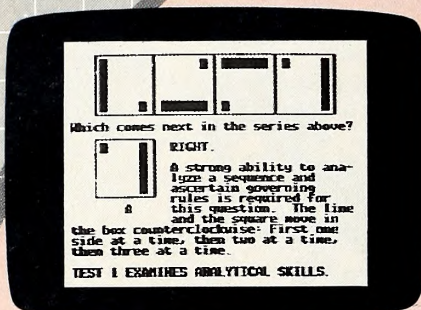 Which comes next in the series above?
RIGHT.
A strong ability to ana-
lyze a sequence and
ascertain governing
rules is required for
this question. The line
and the square move in
the box counterclockwise: First one
side at a time, then two at a time,
then three at a time.
A
TEST 1 EXAMINES ANALYTICAL SKILLS.